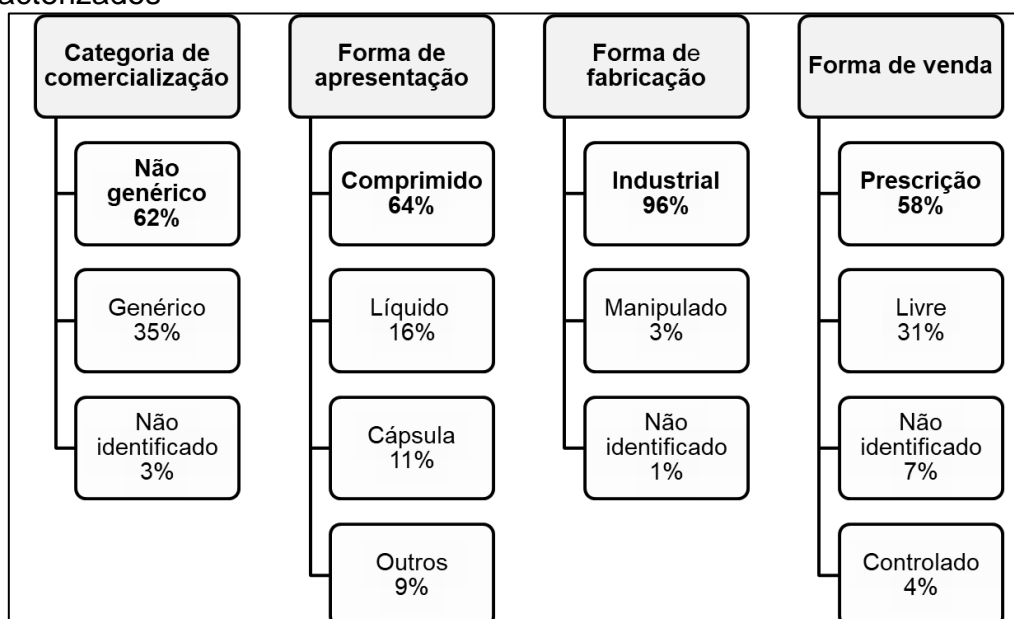 acterizados
Categoria de
comercialização
Não
genérico
62%
Genérico
35%
Não
identificado
3%
Forma de
apresentação
Comprimido
64%
Líquido
16%
Cápsula
11%
Outros
9%
Forma de
fabricação
Industrial
96%
Manipulado
3%
Não
identificado
1%
Forma de venda
Prescrição
58%
Livre
31%
Não
identificado
7%
Controlado
4%